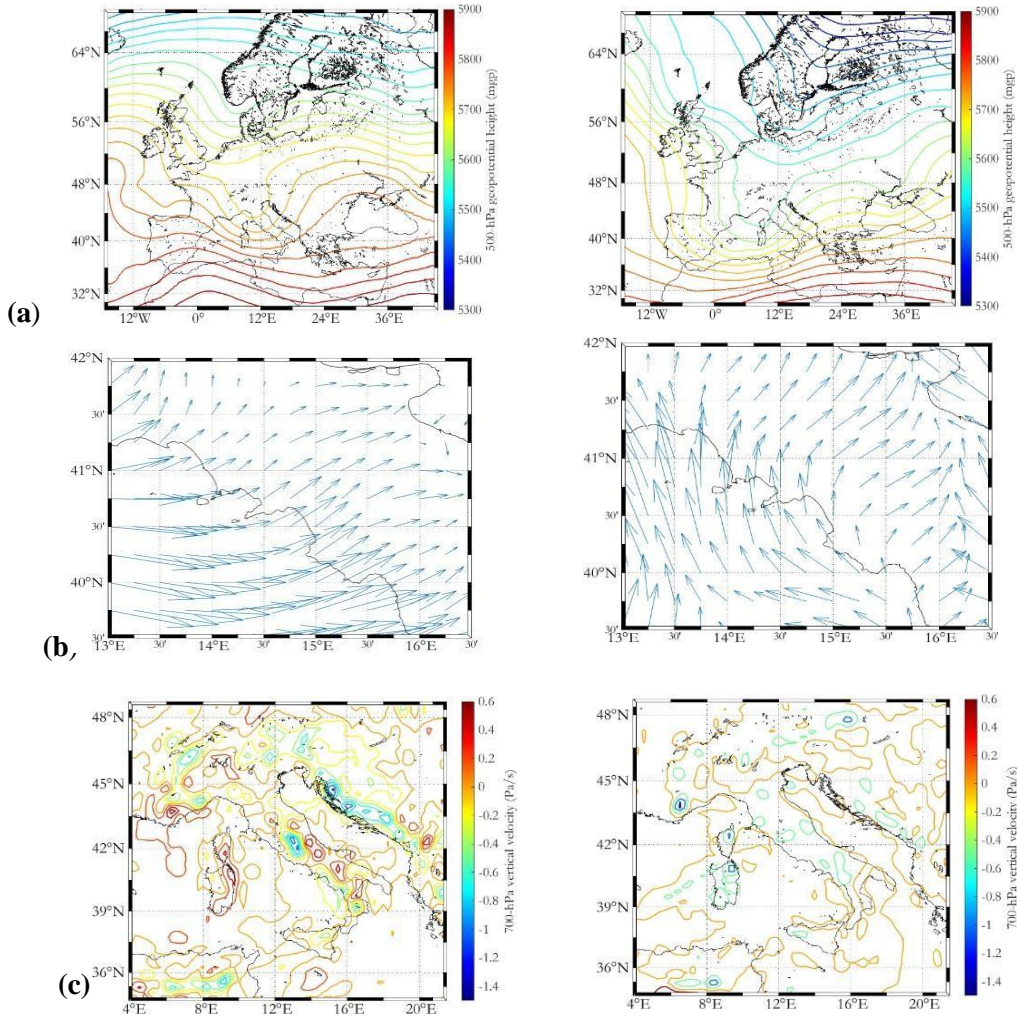 64°N
56°N
48°N
40°N
32°N
12°W 0° 12°E 24°E 36°E
5900
5800
5700
5600
5500
5400
5300
500-hPa geopotential height (mgp)
64°N
56°N
48°N
40°N
32°N
12°W 0° 12°E 24°E 36°E
5900
5800
5700
5600
5500
5400
5300
500-hPa geopotential height (mgp)
(a)
42°N
30'
41°N
30'
40°N
30'
13°E 30' 14°E 30' 15°E 30' 16°E 30'
42°N
30'
41°N
30'
40°N
30'
13°E 30' 14°E 30' 15°E 30' 16°E 30'
(b,
48°N
45°N
42°N
39°N
36°N
4°E 8°E 12°E 16°E 20°E
0.6
0.4
0.2
0
-0.2
-0.4
-0.6
-0.8
-1
-1.2
-1.4
700-hPa vertical velocity (Pa/s)
48°N
45°N
42°N
39°N
36°N
4°E 8°E 12°E 16°E 20°E
0.6
0.4
0.2
0
-0.2
-0.4
-0.6
-0.8
-1
-1.2
-1.4
700-hPa vertical velocity (Pa/s)
(c)